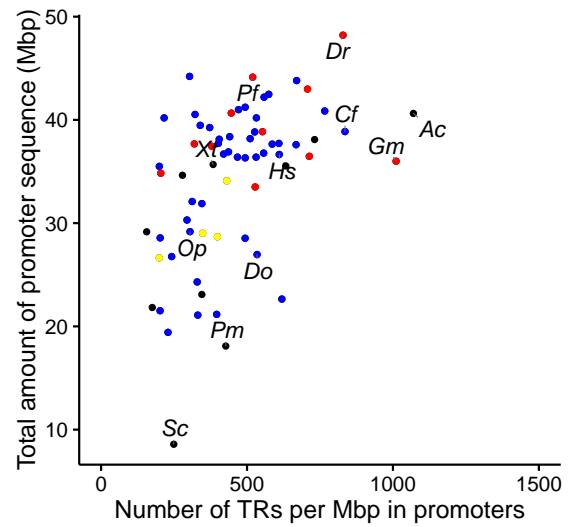 50
Dr
Pf
40
Cf
Ac
Xt
Gm
Hs
30
Op
Do
20
Pm
10
Sc
0
500
1000
1500
Number of TRs per Mbp in promoters
Total amount of promoter sequence (Mbp)